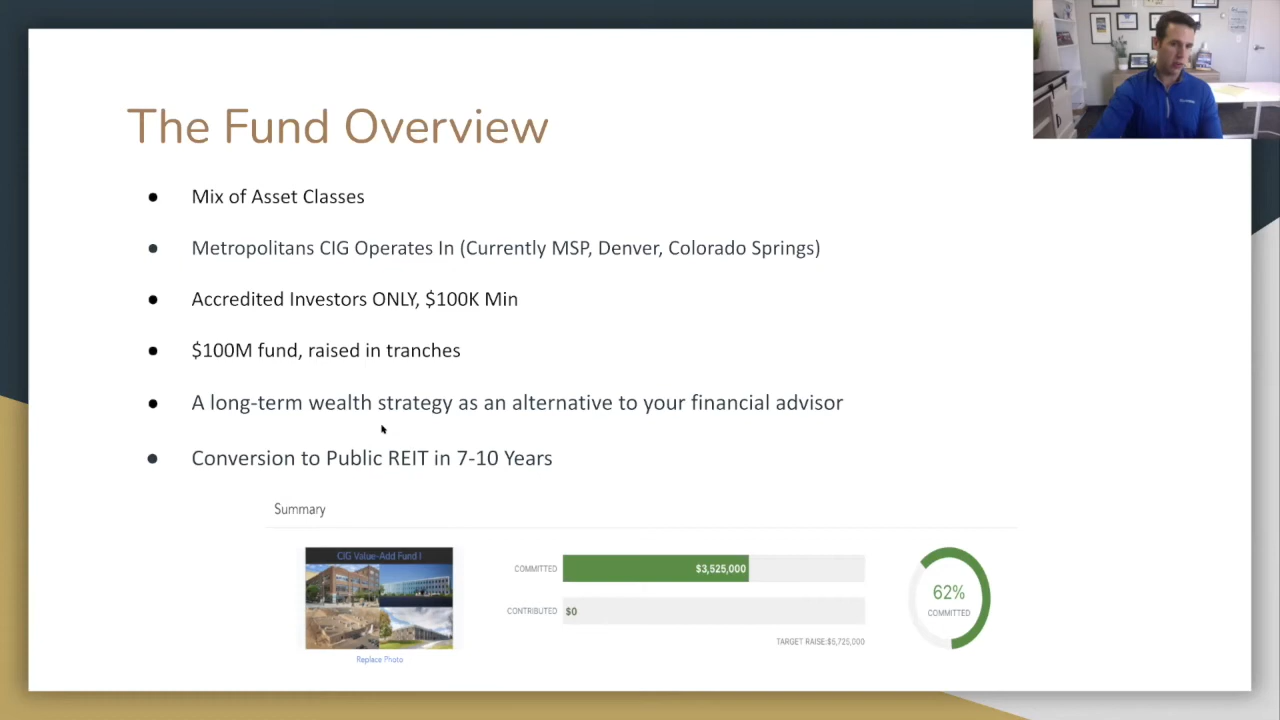 The Fund Overview
● Mix of Asset Classes
● Metropolitans CIG Operates In (Currently MSP, Denver, Colorado Springs)
● Accredited Investors ONLY, $100K Min
● $100M fund, raised in tranches
● A long-term wealth strategy as an alternative to your financial advisor
● Conversion to Public REIT in 7-10 Years
Summary
CIG Value-Add Fund I
Replace Photo
COMMITTED $3,525,000
CONTRIBUTED $0
TARGET RAISE:$5,725,000
62%
COMMITTED